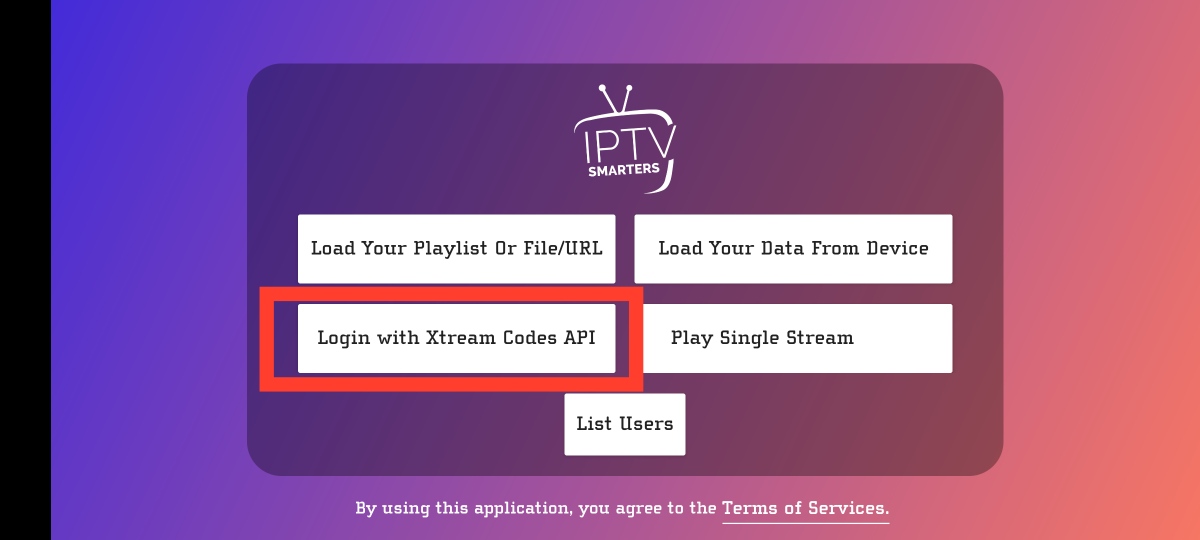 IPTV
SMARTERS
Load Your Playlist Or File/URL
Load Your Data From Device
Login with Xtream Codes API
Play Single Stream
List Users
By using this application, you agree to the Terms of Services.